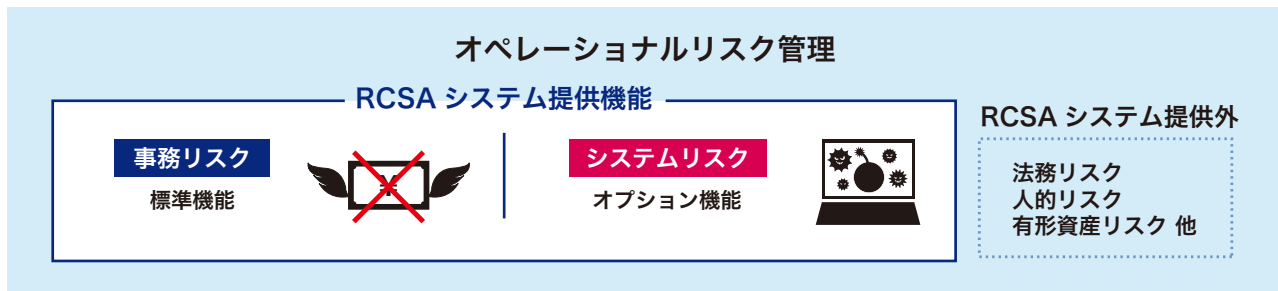 オペレーショナルリスク管理
RCSA システム提供機能
事務リスク
標準機能
¥
システムリスク
オプション機能
RCSA システム提供外
法務リスク
人的リスク
有形資産リスク 他